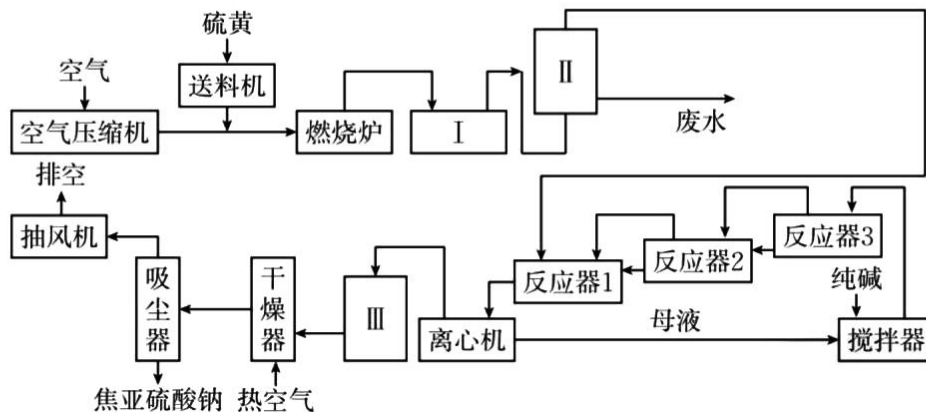 硫黄
空气
送料机
空气压缩机
燃烧炉
Ⅰ
Ⅱ
废水
排空
抽风机
吸尘器
干燥器
Ⅲ
离心机
反应器1
反应器2
反应器3
纯碱
母液
搅拌器
焦亚硫酸钠
热空气